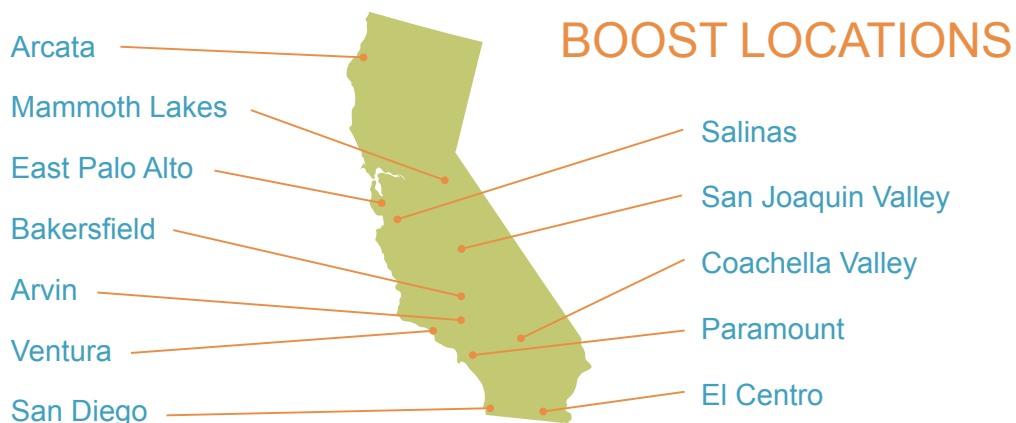 BOOST LOCATIONS
Arcata
Mammoth Lakes
East Palo Alto
Bakersfield
Arvin
Ventura
San Diego
Salinas
San Joaquin Valley
Coachella Valley
Paramount
El Centro